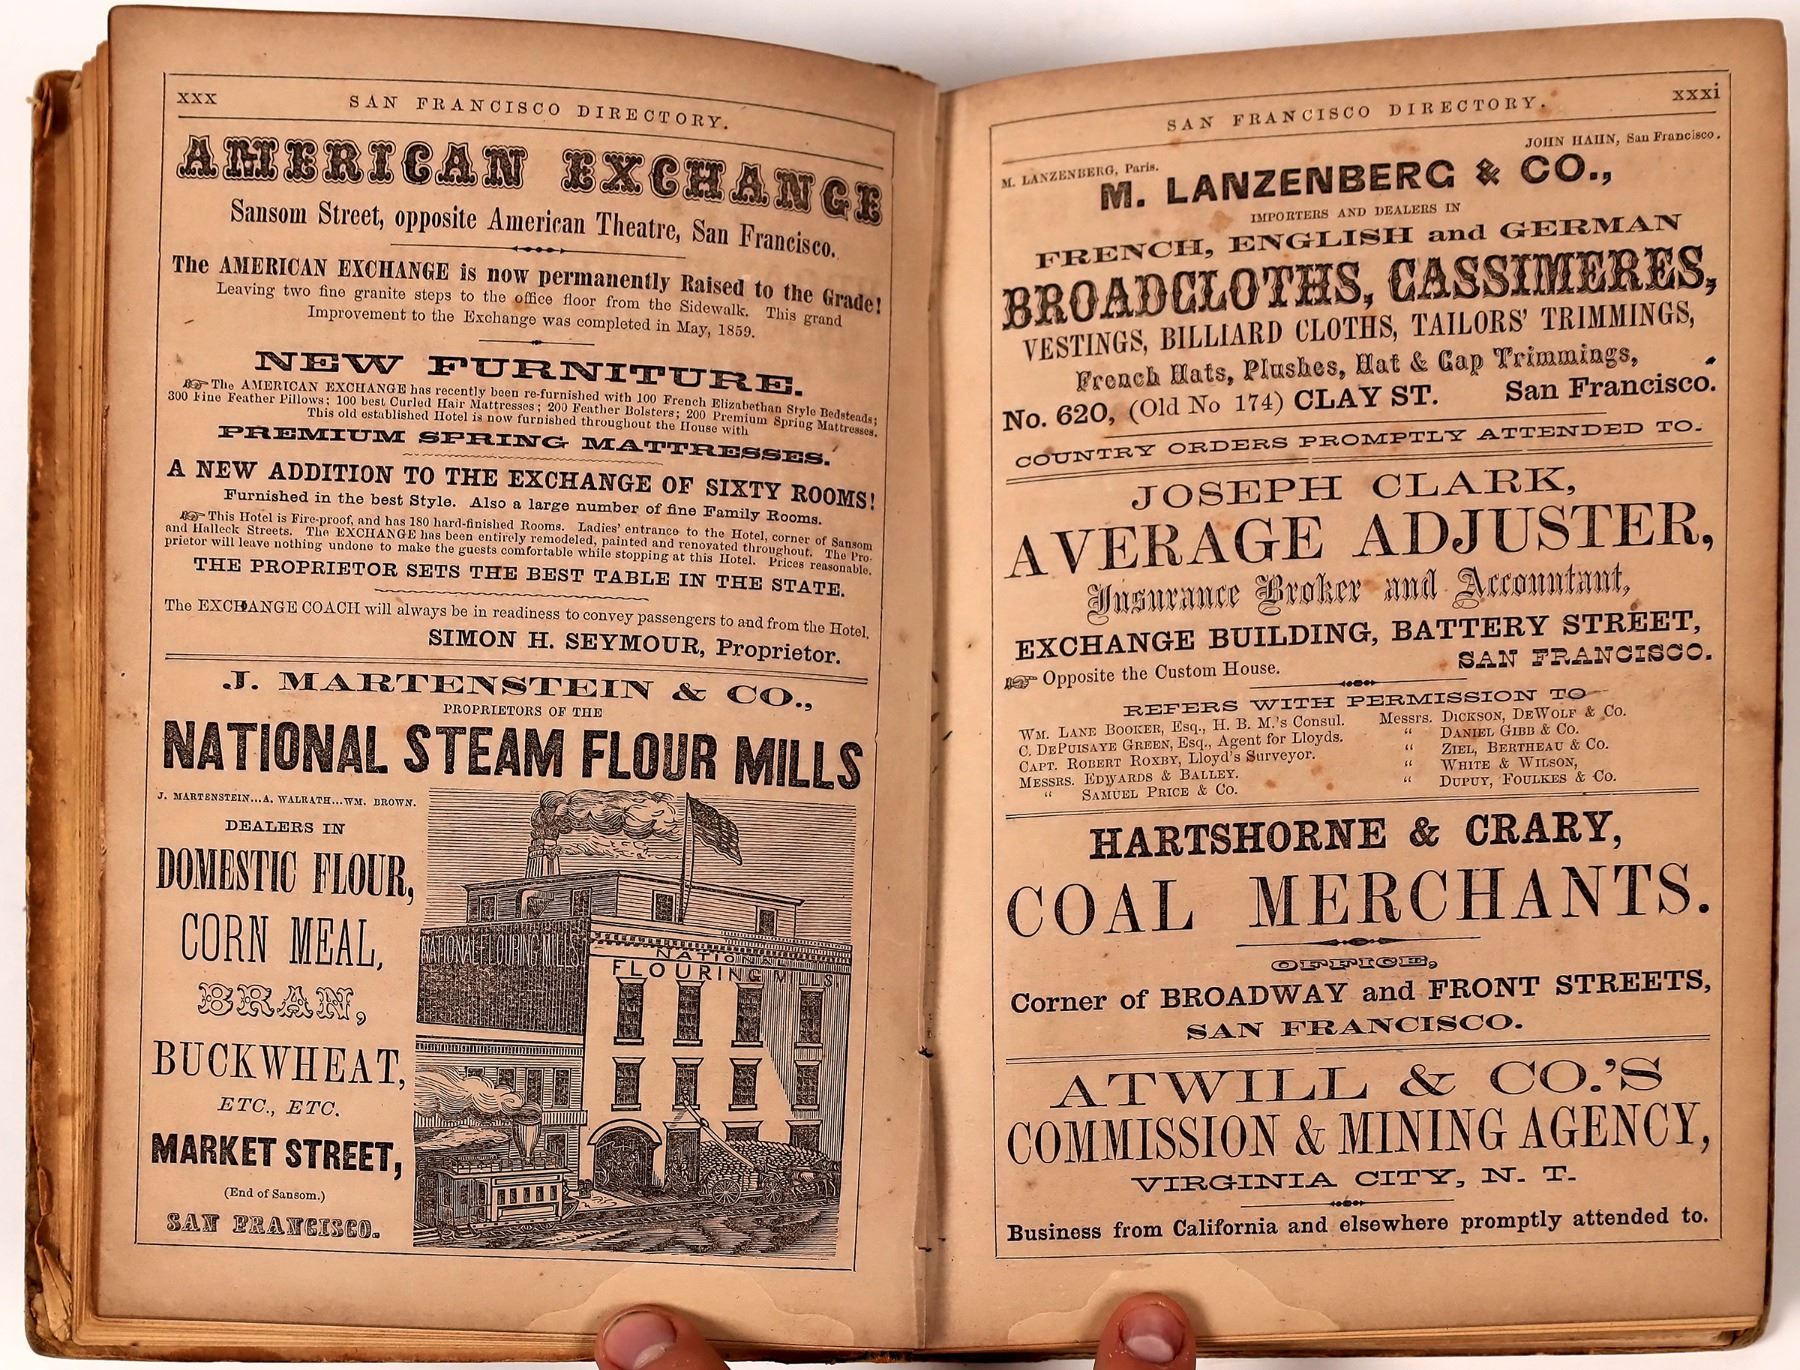 xxx
SAN FRANCISCO DIRECTORY.
AMERICAN EXCHANGE
Sansom Street, opposite American Theatre, San Francisco.
The AMERICAN EXCHANGE is now permanently Raised to the Grade!
Leaving two fine granite steps to the office floor from the Sidewalk. This grand
Improvement to the Exchange was completed in May, 1859.
NEW FURNITURE.
☞ The AMERICAN EXCHANGE has recently been re-furnished with 100 French Elizabethan Style Bedsteads;
300 Fine Feather Pillows; 100 best Curled Hair Mattresses; 200 Feather Bolsters; 200 Premium Spring Mattresses.
This old established Hotel is now furnished throughout the House with
PREMIUM SPRING MATTRESSES.
A NEW ADDITION TO THE EXCHANGE OF SIXTY ROOMS!
Furnished in the best Style. Also a large number of fine Family Rooms.
☞ This Hotel is Fire-proof, and has 180 hard-finished Rooms. Ladies' entrance to the Hotel, corner of Sansom
and Halleck Streets. The EXCHANGE has been entirely remodeled, painted and renovated throughout. The Pro-
prietor will leave nothing undone to make the guests comfortable while stopping at this Hotel. Prices reasonable.
THE PROPRIETOR SETS THE BEST TABLE IN THE STATE.
The EXCHANGE COACH will always be in readiness to convey passengers to and from the Hotel.
SIMON H. SEYMOUR, Proprietor.
J. MARTENSTEIN & CO.,
PROPRIETORS OF THE
NATIONAL STEAM FLOUR MILLS
J. MARTENSTEIN...A. WALRATH...WM. BROWN.
DEALERS IN
DOMESTIC FLOUR,
CORN MEAL,
BRAN,
BUCKWHEAT,
ETC., ETC.
MARKET STREET,
(End of Sansom.)
SAN FRANCISCO.
NATIONAL FLOURING MILLS
NATIONAL
FLOURING MILLS
SAN FRANCISCO DIRECTORY.
xxxi
M. LANZENBERG, Paris.
JOHN HAHN, San Francisco.
M. LANZENBERG & CO.,
IMPORTERS AND DEALERS IN
FRENCH, ENGLISH and GERMAN
BROADCLOTHS, CASSIMERES,
VESTINGS, BILLIARD CLOTHS, TAILORS' TRIMMINGS,
French Hats, Plushes, Hat & Cap Trimmings,
No. 620, (Old No 174) CLAY ST. San Francisco.
COUNTRY ORDERS PROMPTLY ATTENDED TO.
JOSEPH CLARK,
AVERAGE ADJUSTER,
Insurance Broker and Accountant,
EXCHANGE BUILDING, BATTERY STREET,
☞ Opposite the Custom House. SAN FRANCISCO.
REFERS WITH PERMISSION TO
WM. LANE BOOKER, Esq., H. B. M.'s Consul.
C. DEPUISAYE GREEN, Esq., Agent for Lloyds.
CAPT. ROBERT ROXBY, Lloyd's Surveyor.
MESSRS. EDWARDS & BALLEY.
" SAMUEL PRICE & CO.
Messrs. DICKSON, DEWOLF & Co.
" DANIEL GIBB & Co.
" ZIEL, BERTHEAU & Co.
" WHITE & WILSON,
" DUPUY, FOULKES & Co.
HARTSHORNE & CRARY,
COAL MERCHANTS.
OFFICE,
Corner of BROADWAY and FRONT STREETS,
SAN FRANCISCO.
ATWILL & CO.'S
COMMISSION & MINING AGENCY,
VIRGINIA CITY, N. T.
Business from California and elsewhere promptly attended to.